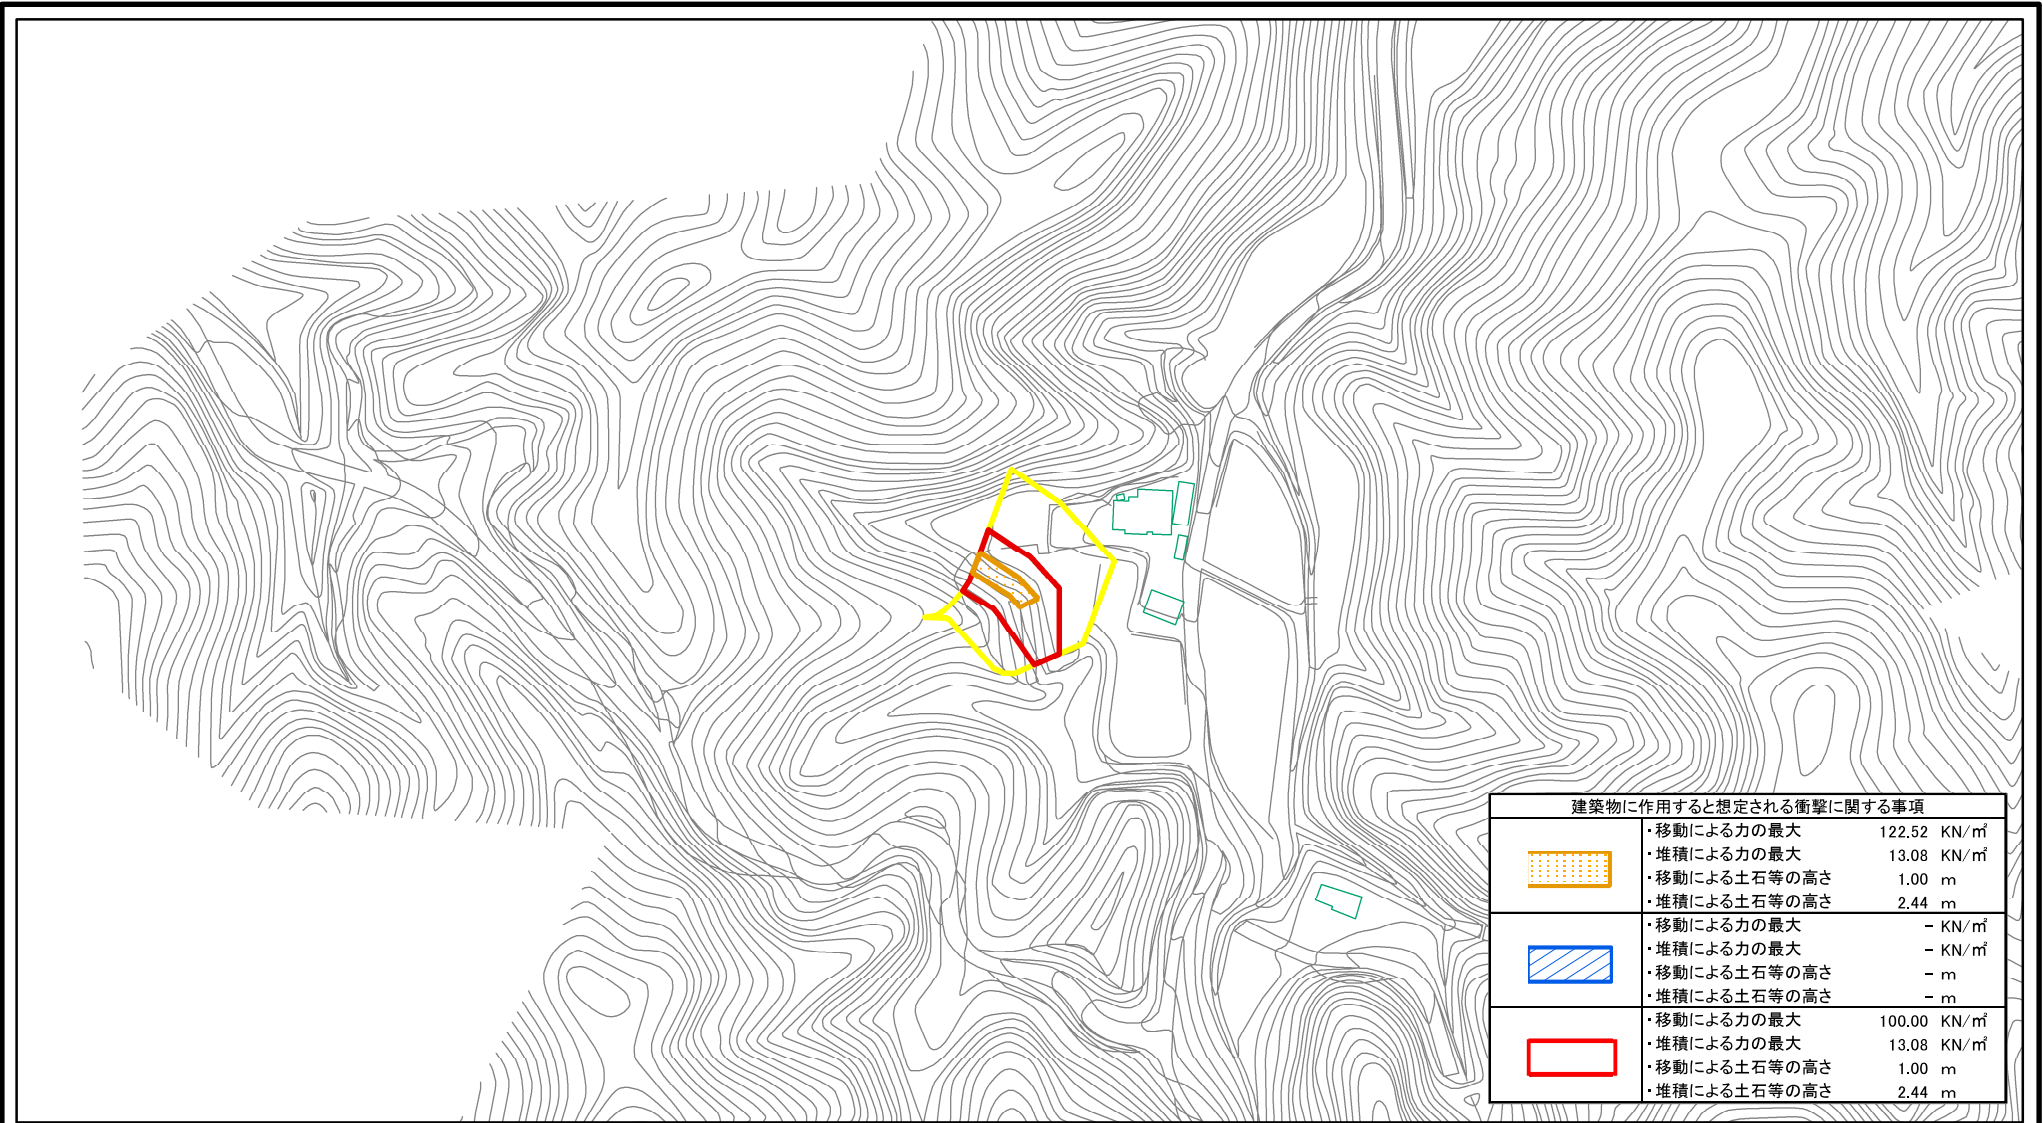 建築物に作用すると想定される衝撃に関する事項
・移動による力の最大 122.52 KN/㎡
・堆積による力の最大 13.08 KN/㎡
・移動による土石等の高さ 1.00 m
・堆積による土石等の高さ 2.44 m
・移動による力の最大 - KN/㎡
・堆積による力の最大 - KN/㎡
・移動による土石等の高さ - m
・堆積による土石等の高さ - m
・移動による力の最大 100.00 KN/㎡
・堆積による力の最大 13.08 KN/㎡
・移動による土石等の高さ 1.00 m
・堆積による土石等の高さ 2.44 m